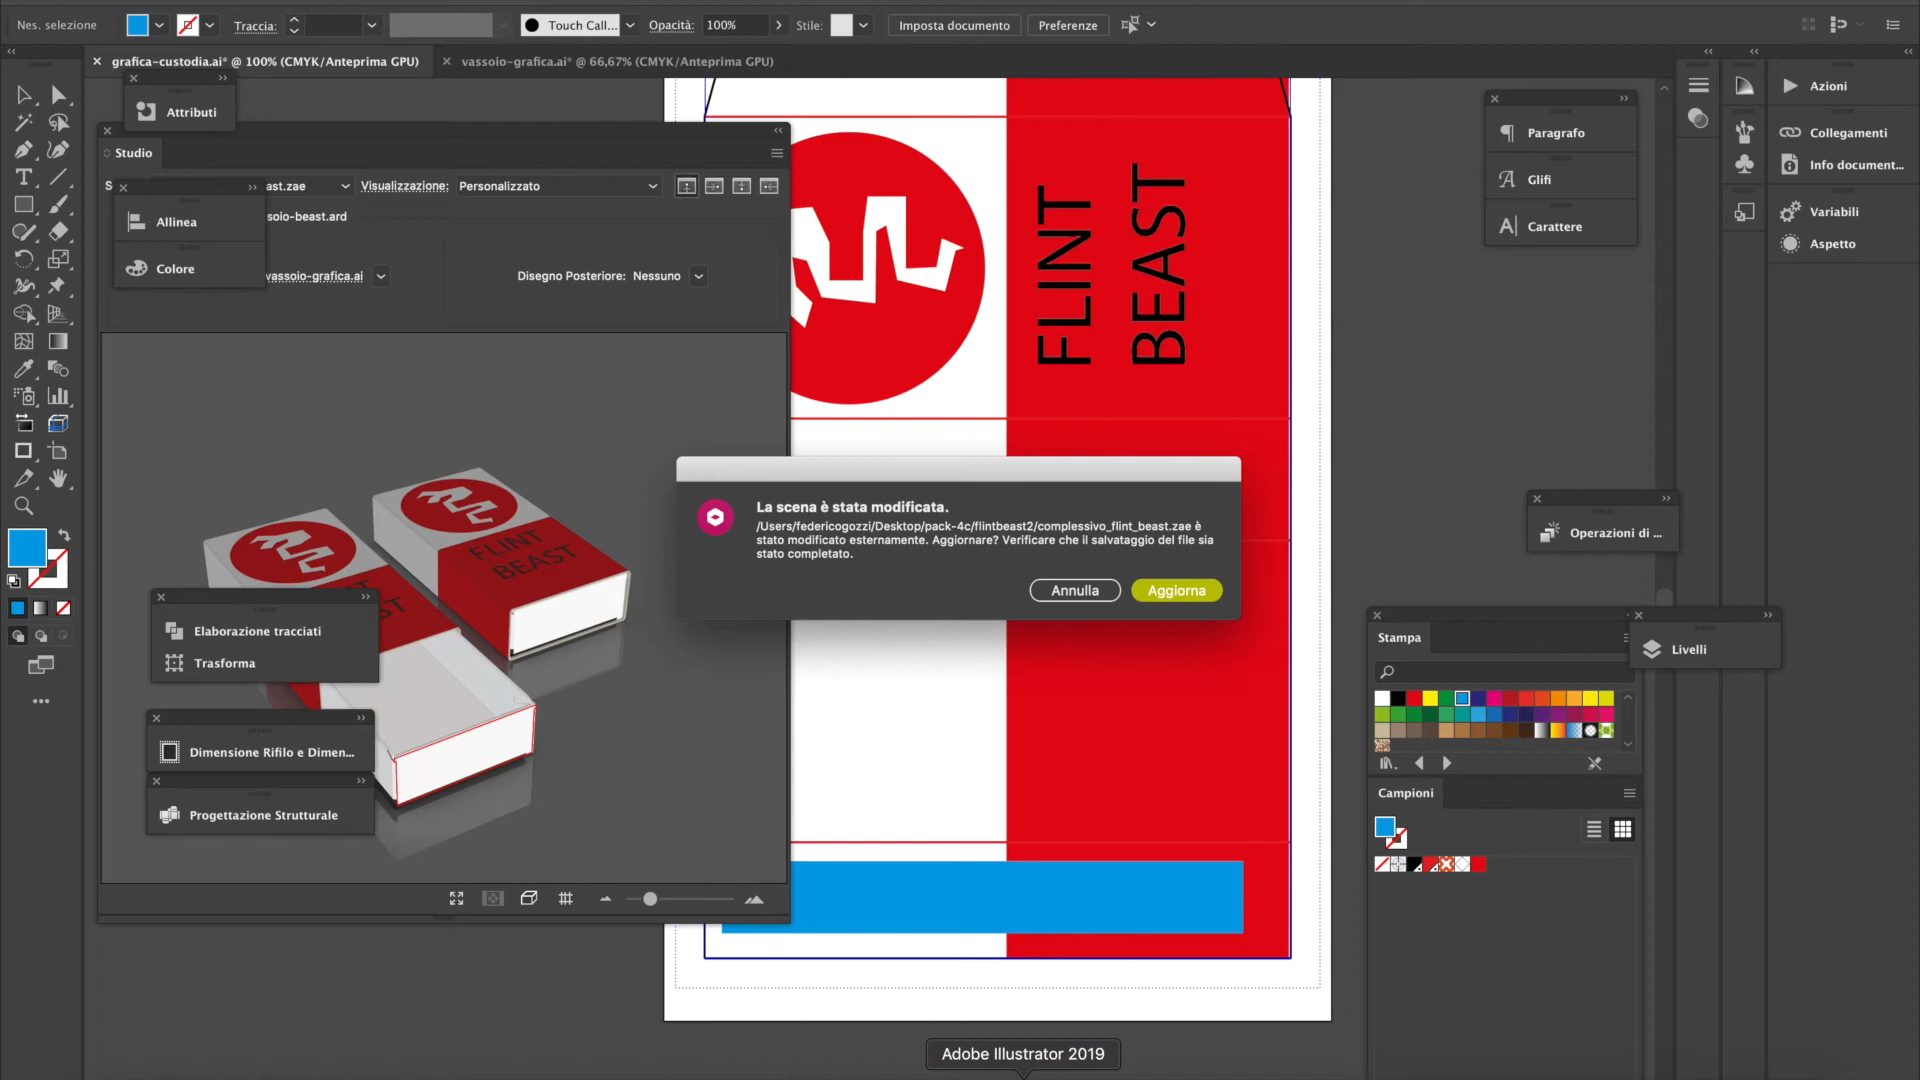 Nes. selezione
Traccia:
Touch Call...
Opacità:
100%
Stile:
Imposta documento
Preferenze
grafica-custodia.ai* @ 100% (CMYK/Anteprima GPU)
vassoio-grafica.ai* @ 66,67% (CMYK/Anteprima GPU)
Attributi
Studio
S
ast.zae
Visualizzazione:
Personalizzato
soio-beast.ard
Allinea
Colore
vassoio-grafica.ai
Disegno Posteriore:
Nessuno
Elaborazione tracciati
Trasforma
Dimensione Rifilo e Dimen...
Progettazione Strutturale
FLINT
BEAST
FLINT
BEAST
La scena è stata modificata.
/Users/federicogozzi/Desktop/pack-4c/flintbeast2/complessivo_flint_beast.zae è
stato modificato esternamente. Aggiornare? Verificare che il salvataggio del file sia
stato completato.
Annulla
Aggiorna
Paragrafo
Glifi
Carattere
Azioni
Collegamenti
Info document...
Variabili
Aspetto
Operazioni di ...
Stampa
Livelli
Campioni
Adobe Illustrator 2019